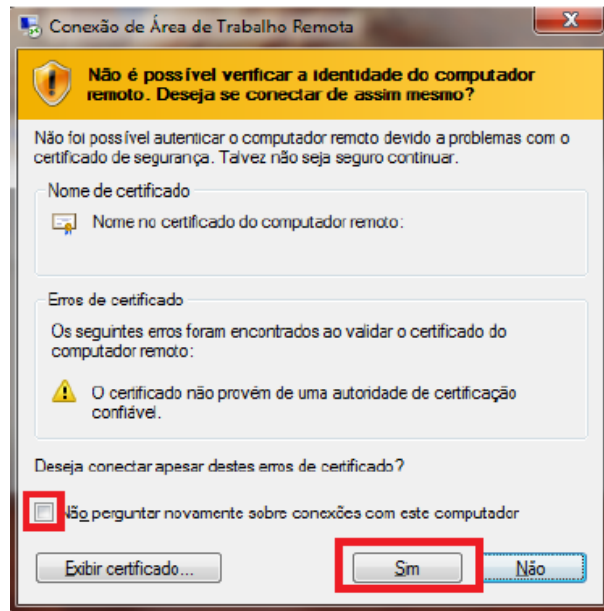 Conexão de Área de Trabalho Remota
X
Não é possível verificar a identidade do computador
remoto. Deseja se conectar de assim mesmo?
Não foi possível autenticar o computador remoto devido a problemas com o
certificado de segurança. Talvez não seja seguro continuar.
Nome de certificado
Nome no certificado do computador remoto:
Erros de certificado
Os seguintes erros foram encontrados ao validar o certificado do
computador remoto:
O certificado não provém de uma autoridade de certificação
confiável.
Deseja conectar apesar destes erros de certificado?
Não perguntar novamente sobre conexões com este computador
Exibir certificado...
Sim
Não